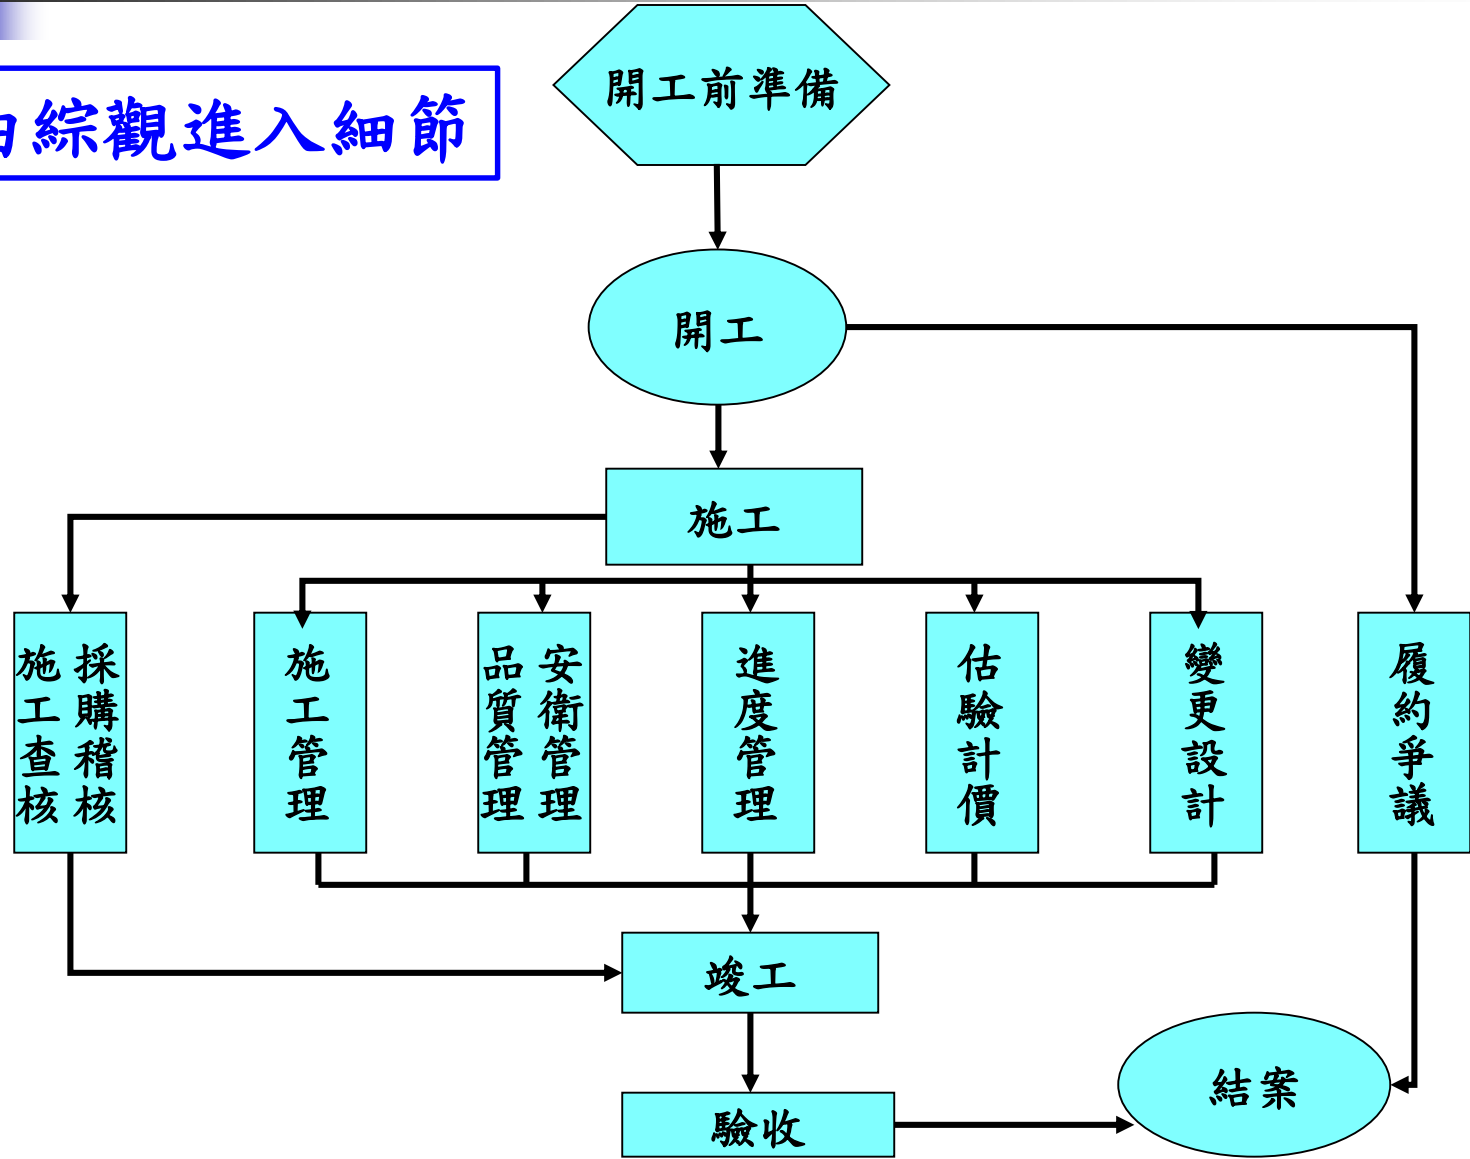 開工前準備
由綜觀進入細節
開工
施工
施工查核
採購稽核
施工管理
品質管理
安衛管理
進度管理
估驗計價
變更設計
履約爭議
竣工
結案
驗收